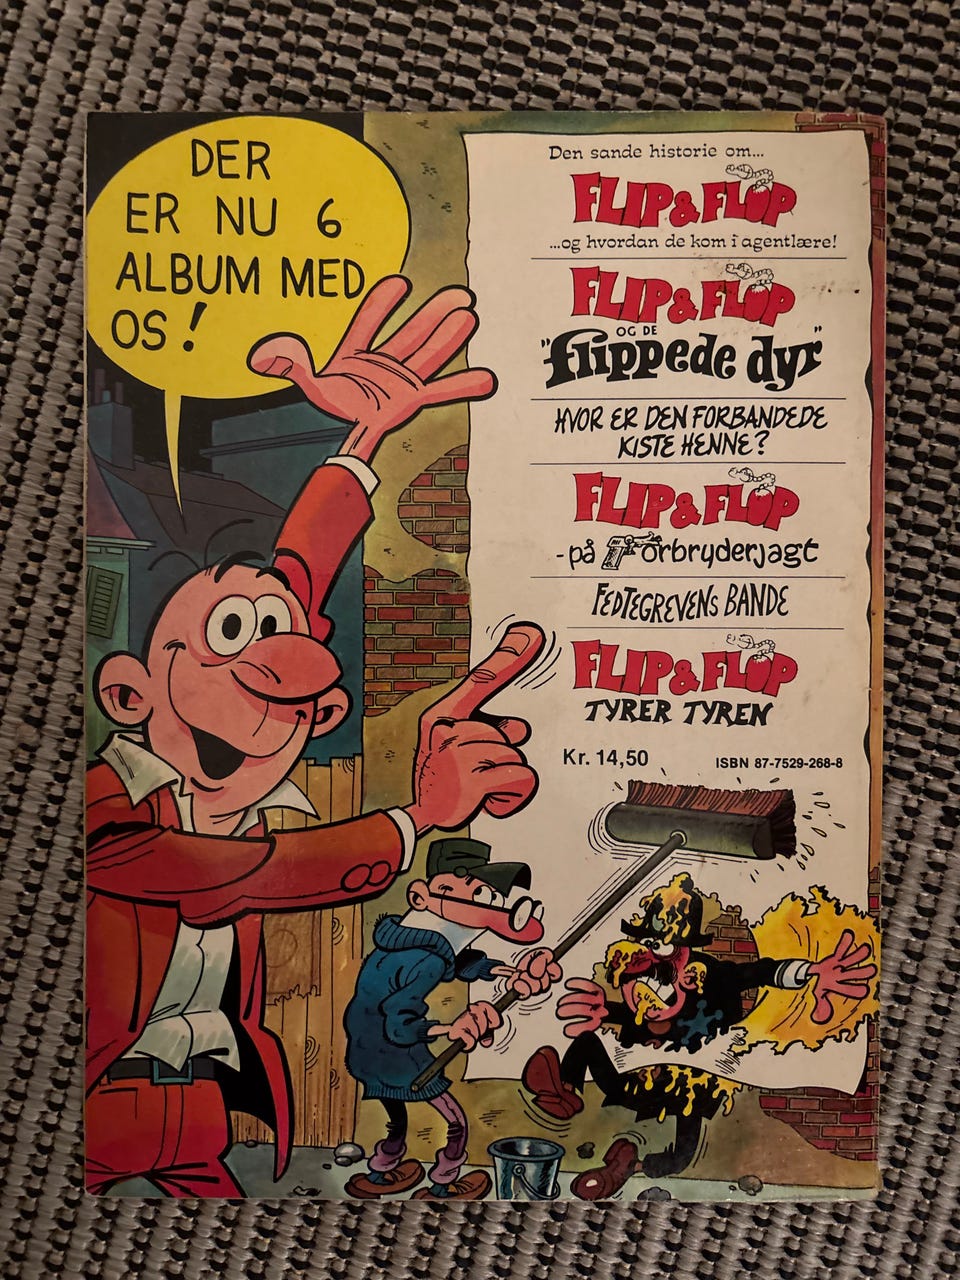 DER
ER NU 6
ALBUM MED
OS!
Den sande historie om...
FLIP & FLOP
...og hvordan de kom i agentlære!
FLIP & FLOP
OG DE
"flippede dyr"
HVOR ER DEN FORBANDEDE
KISTE HENNE?
FLIP & FLOP
- på Forbryderjagt
FEDTEGREVENS BANDE
FLIP & FLOP
TYRER TYREN
Kr. 14,50
ISBN 87-7529-268-8